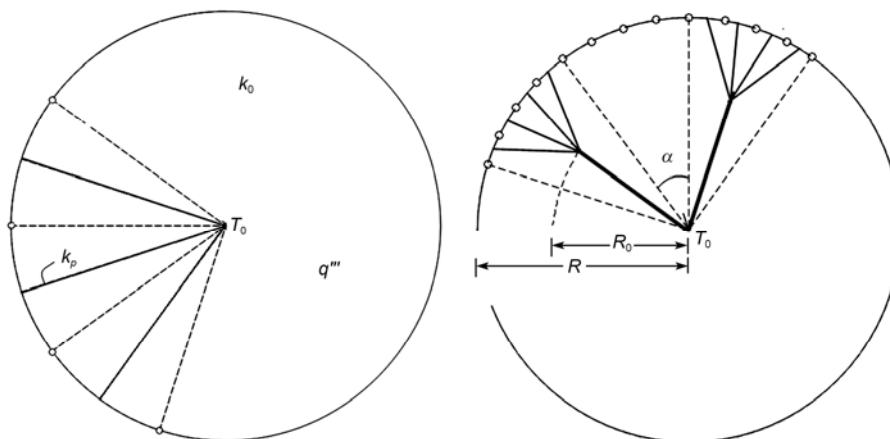 k₀
T₀
kₚ
q'''
α
T₀
R₀
R